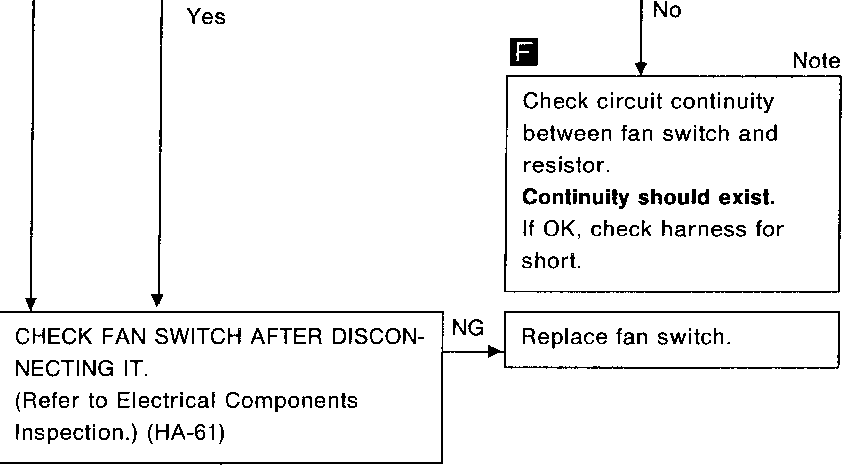 Yes
No
F
Note
Check circuit continuity
between fan switch and
resistor.
Continuity should exist.
If OK, check harness for
short.
CHECK FAN SWITCH AFTER DISCON-
NECTING IT.
(Refer to Electrical Components
Inspection.) (HA-61)
NG
Replace fan switch.